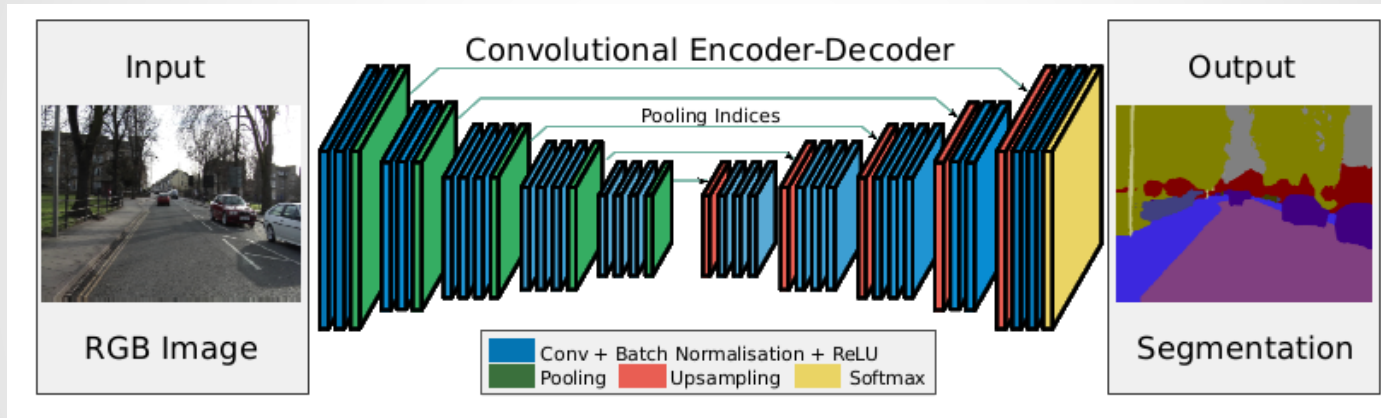 Convolutional Encoder-Decoder
Input
RGB Image
Pooling Indices
Output
Segmentation
Conv + Batch Normalisation + ReLU
Pooling Upsampling Softmax